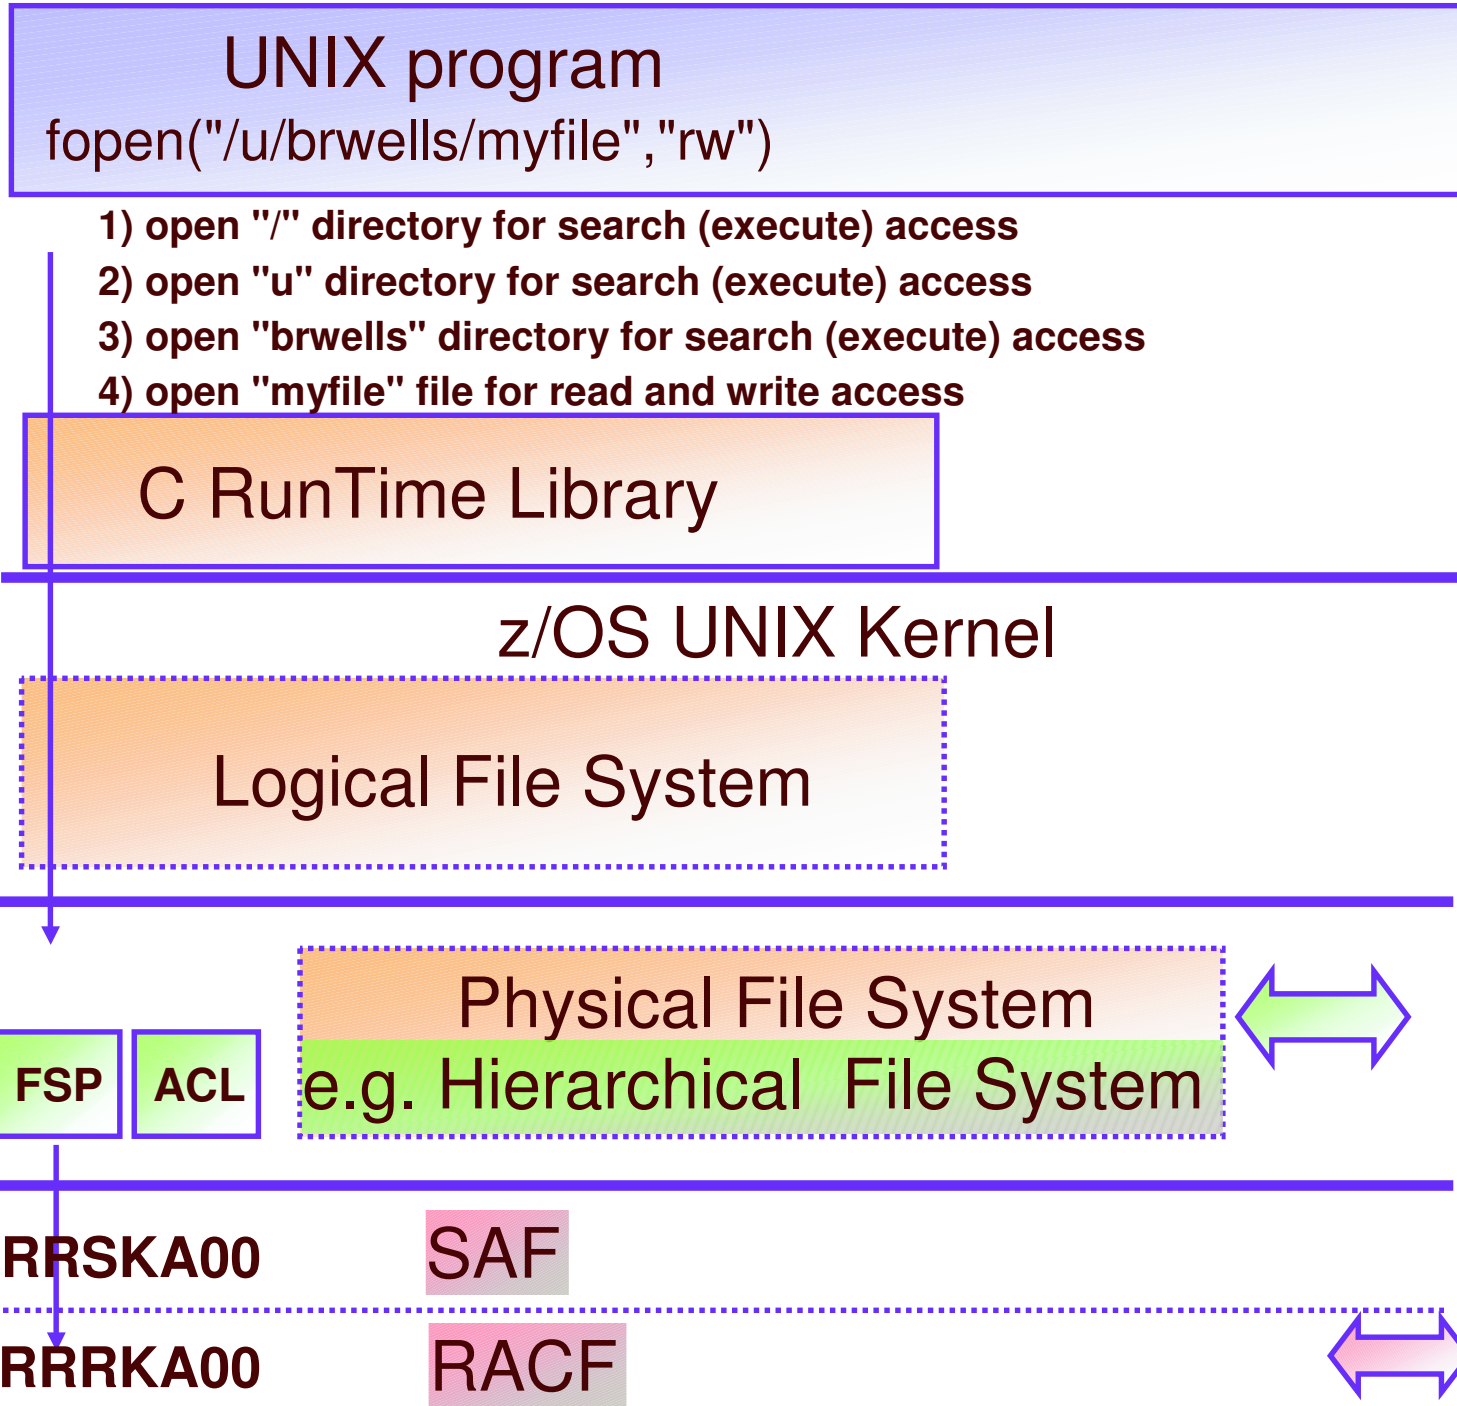 UNIX program
fopen("/u/brwells/myfile","rw")
1) open "/" directory for search (execute) access
2) open "u" directory for search (execute) access
3) open "brwells" directory for search (execute) access
4) open "myfile" file for read and write access
C RunTime Library
z/OS UNIX Kernel
Logical File System
Physical File System
FSP ACL e.g. Hierarchical File System
RRSKA00 SAF
RRRKA00 RACF